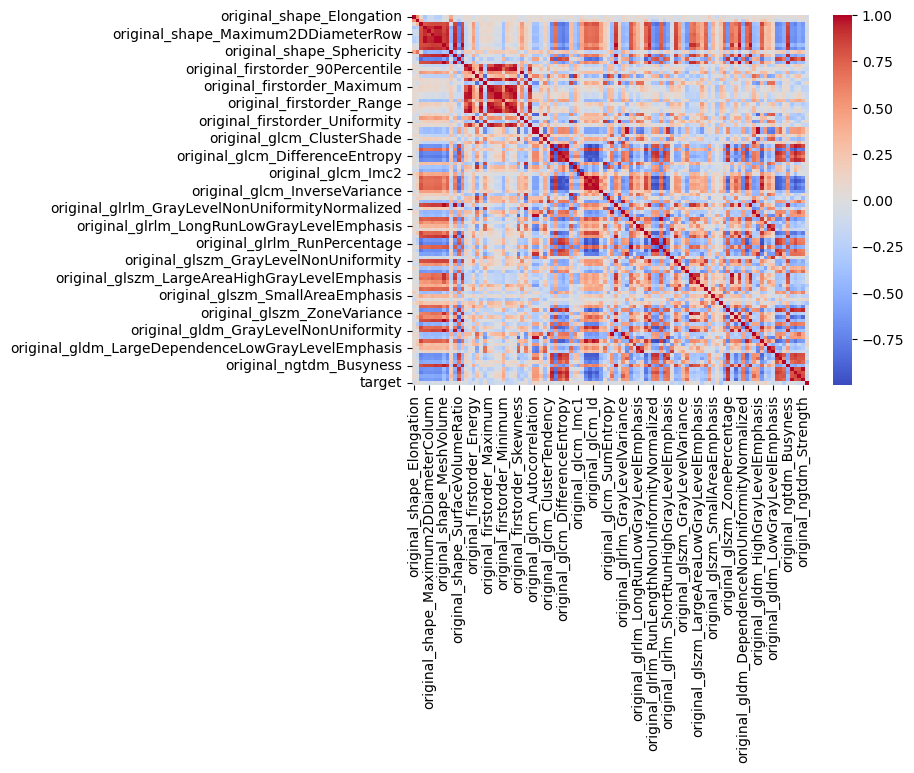 original_shape_Elongation
original_shape_Maximum2DDiameterRow
original_shape_Sphericity
original_firstorder_90Percentile
original_firstorder_Maximum
original_firstorder_Range
original_firstorder_Uniformity
original_glcm_ClusterShade
original_glcm_DifferenceEntropy
original_glcm_Imc2
original_glcm_InverseVariance
original_glrlm_GrayLevelNonUniformityNormalized
original_glrlm_LongRunLowGrayLevelEmphasis
original_glrlm_RunPercentage
original_glszm_GrayLevelNonUniformity
original_glszm_LargeAreaHighGrayLevelEmphasis
original_glszm_SmallAreaEmphasis
original_glszm_ZoneVariance
original_gldm_GrayLevelNonUniformity
original_gldm_LargeDependenceLowGrayLevelEmphasis
original_ngtdm_Busyness
target
original_shape_Elongation
original_shape_Maximum2DDiameterColumn
original_shape_MeshVolume
original_shape_SurfaceVolumeRatio
original_firstorder_Energy
original_firstorder_Maximum
original_firstorder_Minimum
original_firstorder_Skewness
original_glcm_Autocorrelation
original_glcm_ClusterTendency
original_glcm_DifferenceEntropy
original_glcm_Imc1
original_glcm_Id
original_glcm_SumEntropy
original_glrlm_GrayLevelVariance
original_glrlm_LongRunLowGrayLevelEmphasis
original_glrlm_RunLengthNonUniformityNormalized
original_glrlm_ShortRunHighGrayLevelEmphasis
original_glszm_GrayLevelVariance
original_glszm_LargeAreaLowGrayLevelEmphasis
original_glszm_SmallAreaEmphasis
original_glszm_ZonePercentage
original_gldm_DependenceNonUniformityNormalized
original_gldm_HighGrayLevelEmphasis
original_gldm_LowGrayLevelEmphasis
original_ngtdm_Busyness
original_ngtdm_Strength
1.00
0.75
0.50
0.25
0.00
−0.25
−0.50
−0.75